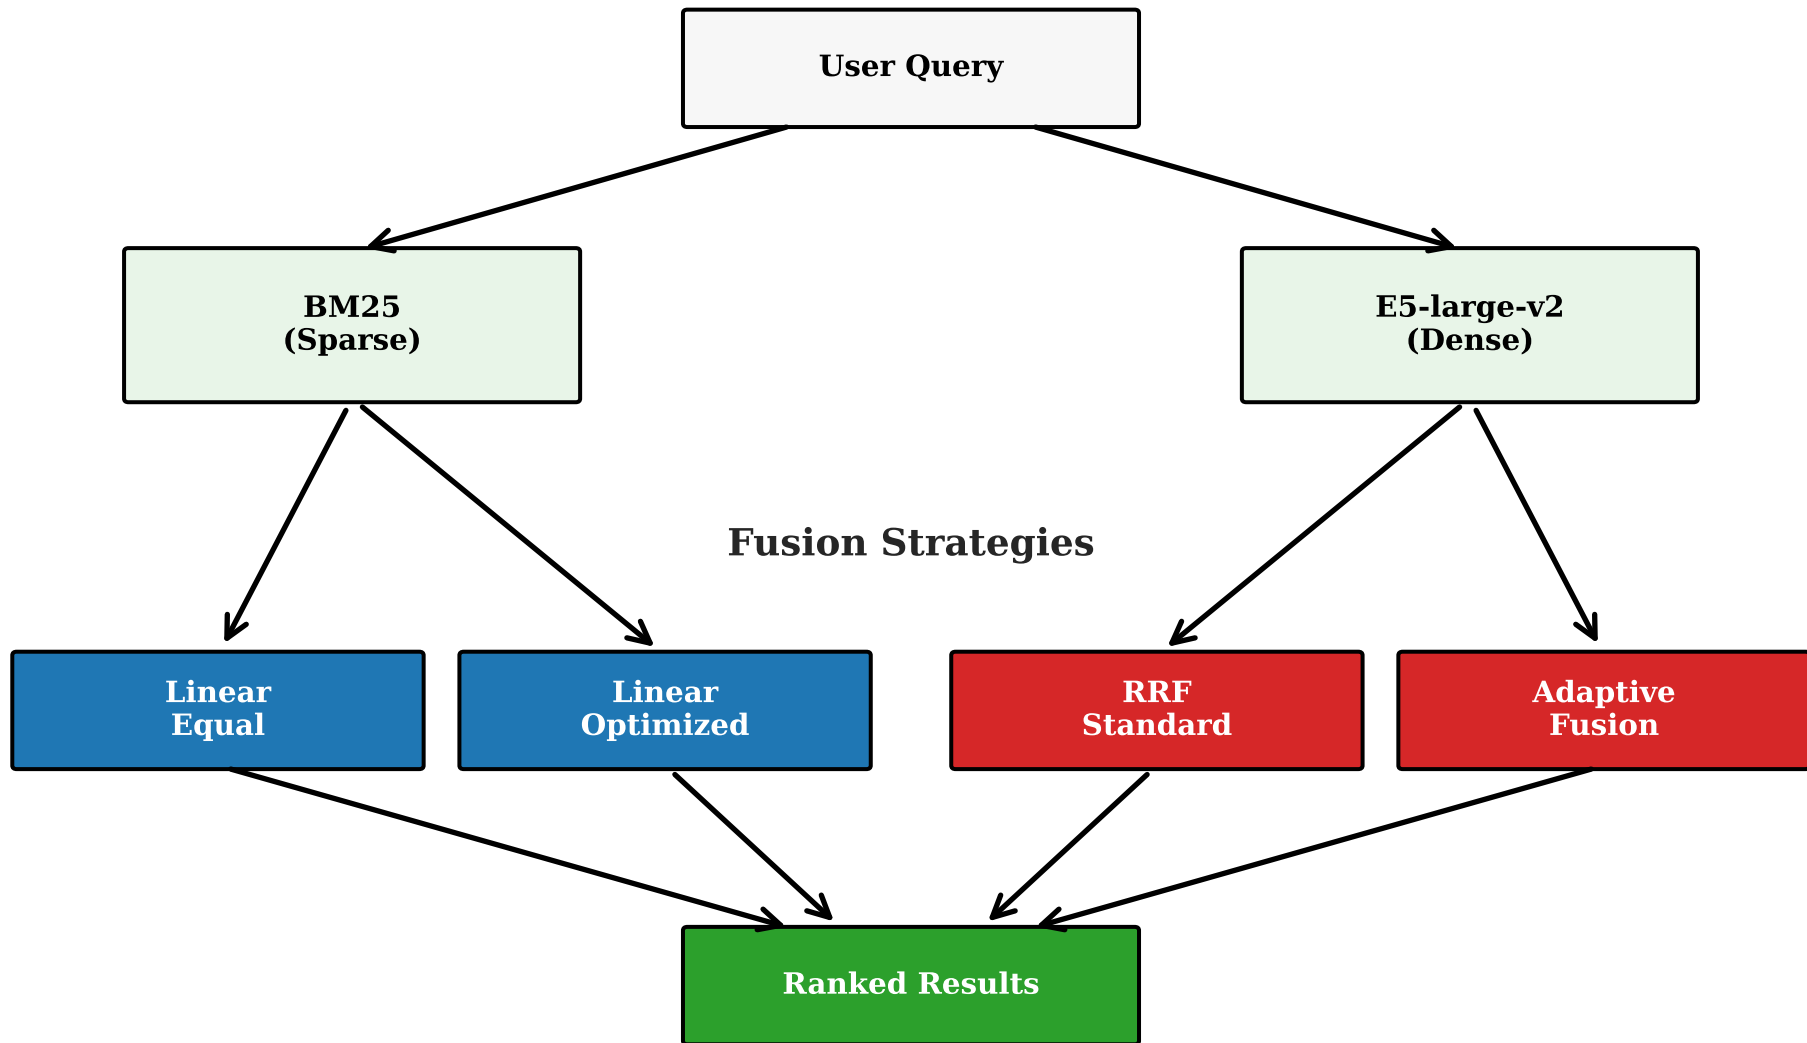 User Query
BM25
(Sparse)
E5-large-v2
(Dense)
Fusion Strategies
Linear
Equal
Linear
Optimized
RRF
Standard
Adaptive
Fusion
Ranked Results